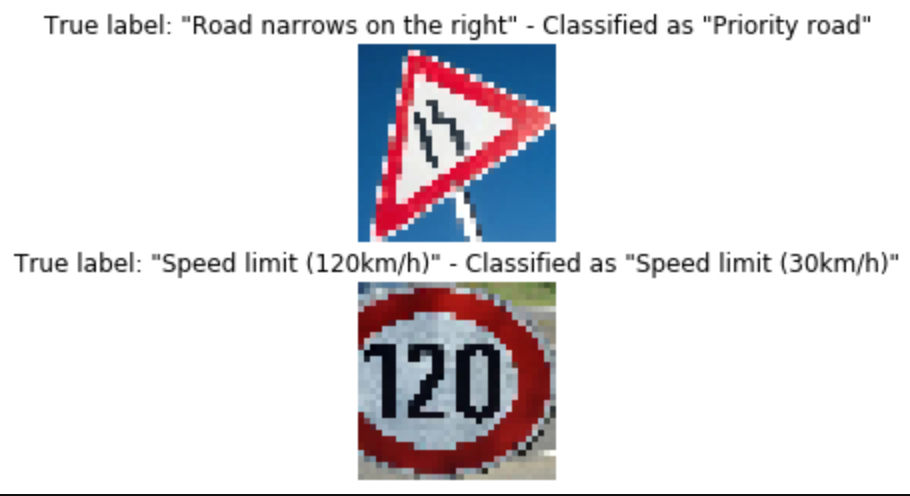 True label: "Road narrows on the right" - Classified as "Priority road"
True label: "Speed limit (120km/h)" - Classified as "Speed limit (30km/h)"
120